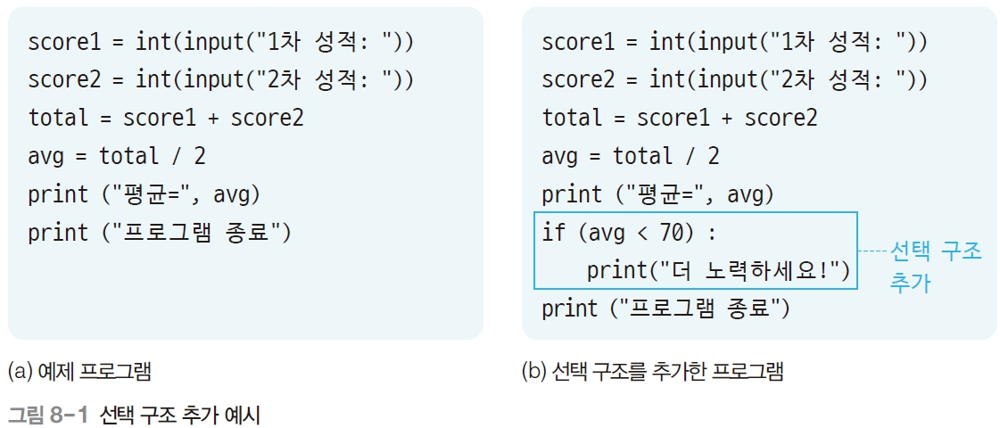 score1 = int(input("1차 성적: "))
score2 = int(input("2차 성적: "))
total = score1 + score2
avg = total / 2
print ("평균=", avg)
print ("프로그램 종료")
(a) 예제 프로그램
score1 = int(input("1차 성적: "))
score2 = int(input("2차 성적: "))
total = score1 + score2
avg = total / 2
print ("평균=", avg)
if (avg < 70) :
print("더 노력하세요!")
print ("프로그램 종료")
선택 구조
추가
(b) 선택 구조를 추가한 프로그램
그림 8-1 선택 구조 추가 예시